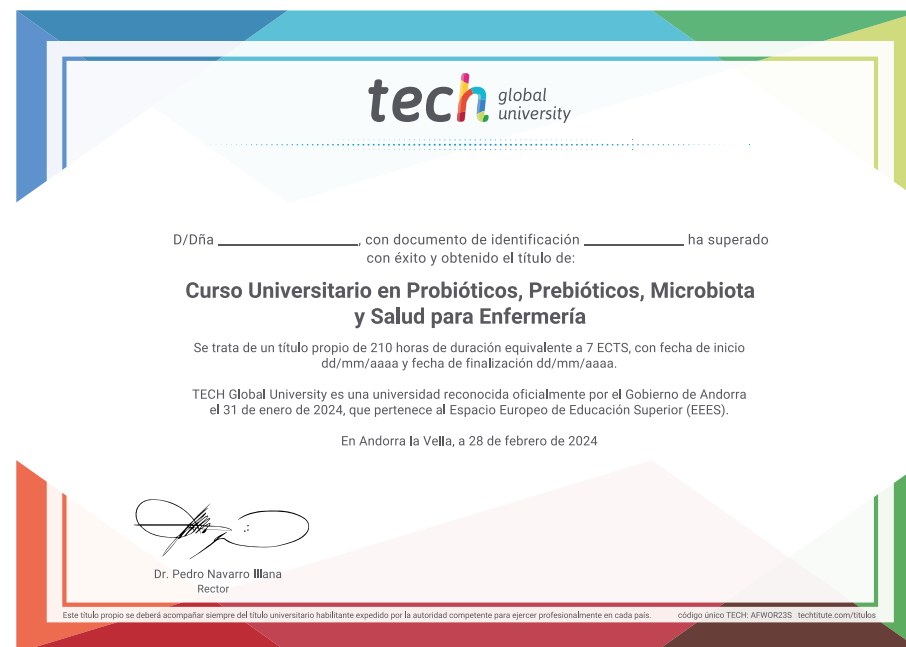 tech global university
D/Dña ____________________, con documento de identificación ______________ ha superado
con éxito y obtenido el título de:
Curso Universitario en Probióticos, Prebióticos, Microbiota
y Salud para Enfermería
Se trata de un título propio de 210 horas de duración equivalente a 7 ECTS, con fecha de inicio
dd/mm/aaaa y fecha de finalización dd/mm/aaaa.
TECH Global University es una universidad reconocida oficialmente por el Gobierno de Andorra
el 31 de enero de 2024, que pertenece al Espacio Europeo de Educación Superior (EEES).
En Andorra la Vella, a 28 de febrero de 2024
Dr. Pedro Navarro Illana
Rector
Este título propio se deberá acompañar siempre del título universitario habilitante expedido por la autoridad competente para ejercer profesionalmente en cada país. código único TECH: AFWOR23S techtitute.com/titulos